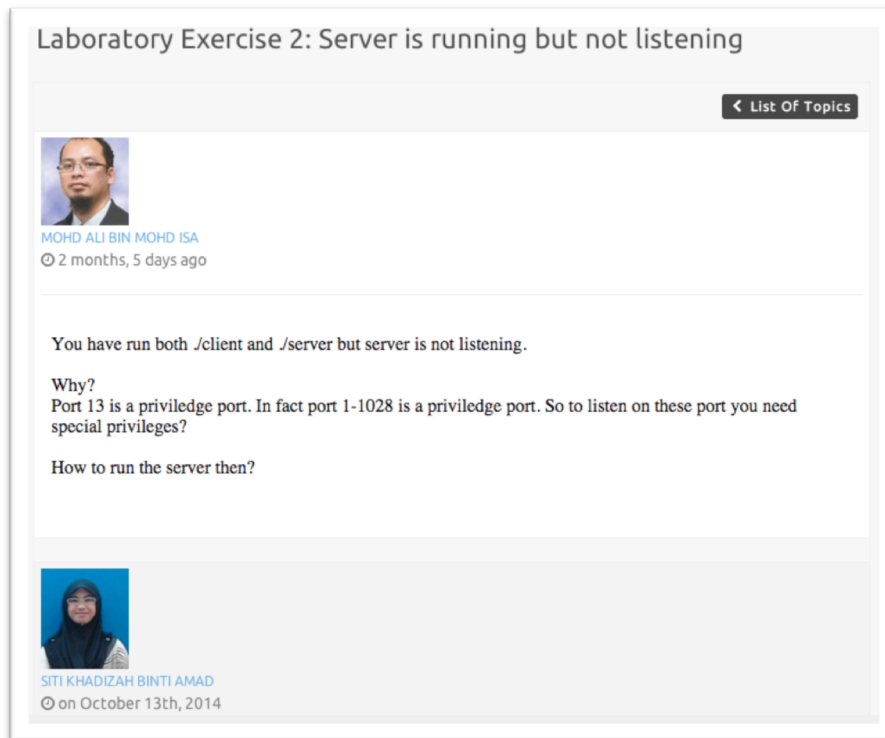 Laboratory Exercise 2: Server is running but not listening
List Of Topics
MOHD ALI BIN MOHD ISA
2 months, 5 days ago
You have run both ./client and ./server but server is not listening.
Why?
Port 13 is a priviledge port. In fact port 1-1028 is a priviledge port. So to listen on these port you need
special privileges?
How to run the server then?
SITI KHADIZAH BINTI AMAD
on October 13th, 2014